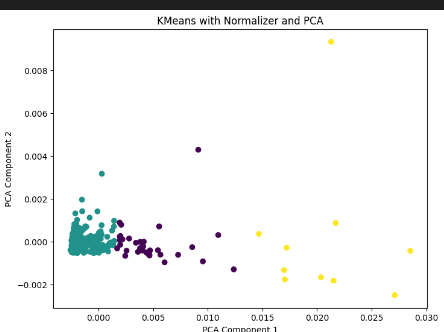 KMeans with Normalizer and PCA
PCA Component 2
0.008
0.006
0.004
0.002
0.000
−0.002
0.000 0.005 0.010 0.015 0.020 0.025 0.030
PCA Component 1